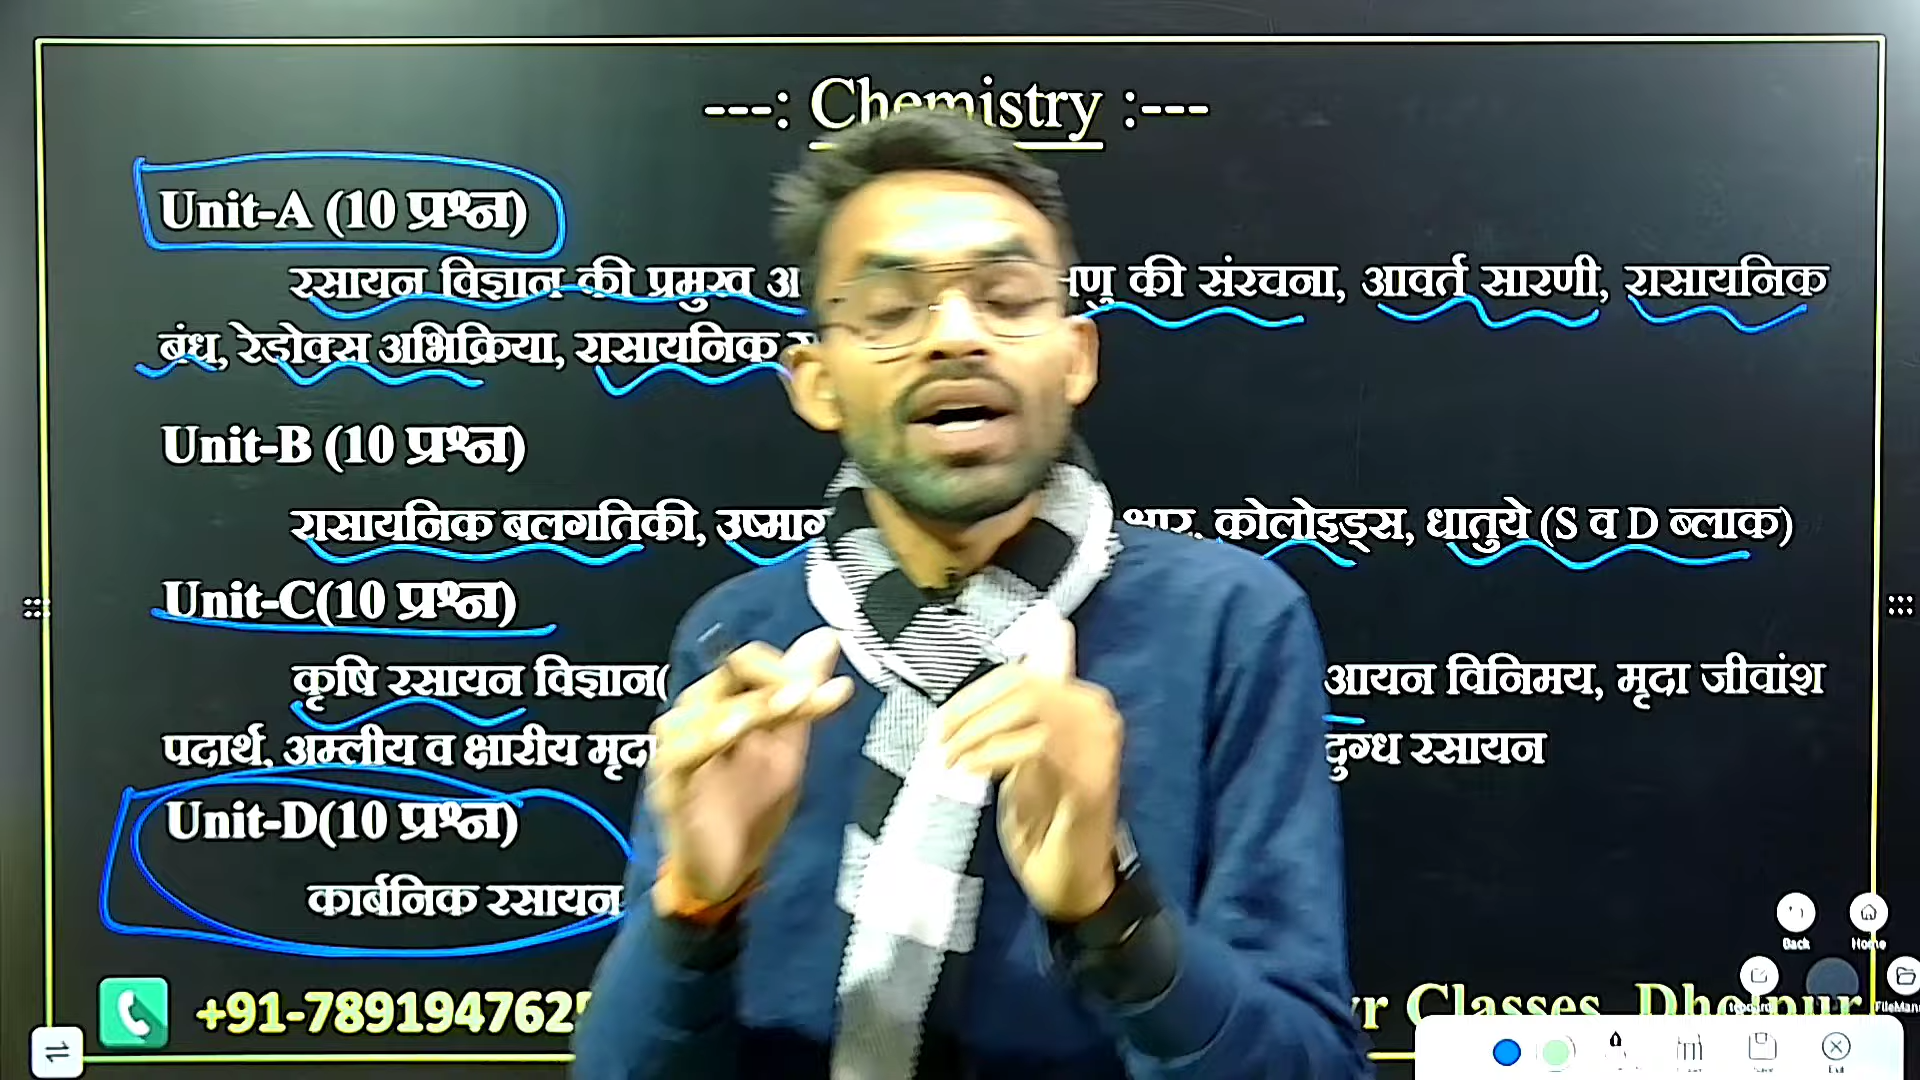 ---: Chemistry :---
Unit-A (10 प्रश्न)
रसायन विज्ञान की प्रमुख की संरचना, आवर्त सारणी, रासायनिक
बंध, रेडोक्स अभिक्रिया, रासायनिक
Unit-B (10 प्रश्न)
रासायनिक बलगतिकी, कोलोइड्स, धातुये (S व D ब्लाक)
Unit-C(10 प्रश्न)
कृषि रसायन विज्ञान( आयन विनिमय, मृदा जीवांश
पदार्थ, अम्लीय व क्षारीय मृदा दुग्ध रसायन
Unit-D(10 प्रश्न)
कार्बनिक रसायन
Back Home
+91-789194762 Classes, Dholpur